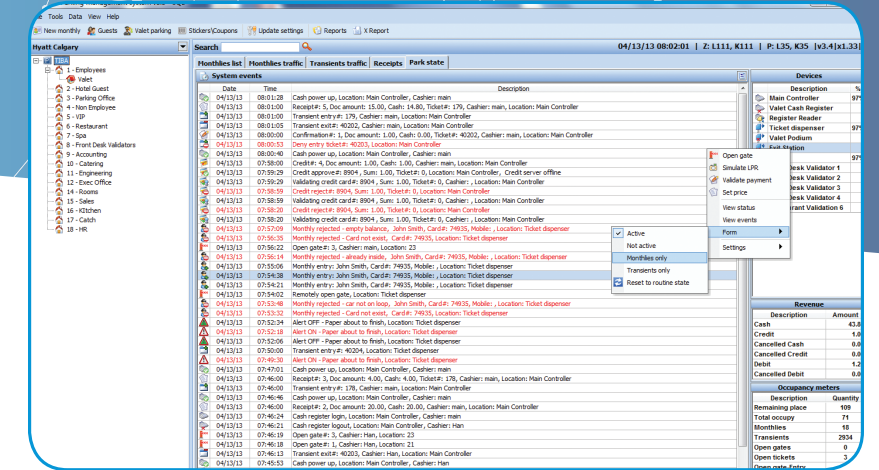 Tools Data View Help
New monthly Guests Valet parking Stickers\Coupons Update settings Reports X Report
Hyatt Calgary Search 04/13/13 08:02:01 | Z: L111, K111 | P: L35, K35 |v3.4|x1.33|
TIBA
1 - Employees
Valet
2 - Hotel Guest
3 - Parking Office
4 - Non Employee
5 - VIP
6 - Restaurant
7 - Spa
8 - Front Desk Validators
9 - Accounting
10 - Catering
11 - Engineering
12 - Exec Office
14 - Rooms
15 - Sales
16 - Kitchen
17 - Catch
18 - HR
Monthlies list Monthlies traffic Transients traffic Receipts Park state
System events
Date Time Description
04/13/13 08:01:28 Cash power up, Location: Main Controller, Cashier: main
04/13/13 08:01:00 Receipt#: 5, Doc amount: 15.00, Cash: 14.80, Ticket#: 179, Cashier: main, Location: Main Controller
04/13/13 08:01:00 Transient entry#: 179, Cashier: main, Location: Main Controller
04/13/13 08:01:05 Transient exit#: 40202, Cashier: main, Location: Main Controller
04/13/13 08:00:00 Confirmation#: 1, Doc amount: 1.00, Cash: 0.00, Ticket#: 40202, Cashier: main, Location: Main Controller
04/13/13 08:00:53 Deny entry ticket#: 40203, Location: Main Controller
04/13/13 08:00:40 Cash power up, Location: Main Controller, Cashier: main
04/13/13 07:58:00 Credit#: 4, Doc amount: 1.00, Cash: 1.00, Cashier: main, Location: Main Controller
04/13/13 07:59:29 Credit approve#: 8904 , Sum: 1.00, Ticket#: 0, Location: Main Controller, Credit server offline
04/13/13 07:59:29 Validating credit card#: 8904 , Sum: 1.00, Ticket#: 0, Cashier: , Location: Main Controller
04/13/13 07:58:59 Credit reject#: 8904, Sum: 1.00, Ticket#: 0, Location: Main Controller
04/13/13 07:58:59 Validating credit card#: 8904 , Sum: 1.00, Ticket#: 0, Cashier: , Location: Main Controller
04/13/13 07:58:20 Credit reject#: 8904, Sum: 1.00, Ticket#: 0, Location: Main Controller
04/13/13 07:58:20 Validating credit card#: 8904 , Sum: 1.00, Ticket#: 0, Cashier: , Location: Main Controller
04/13/13 07:57:09 Monthly rejected - empty balance, John Smith, Card#: 74935, Mobile: , Location: Ticket dispenser
04/13/13 07:56:35 Monthly rejected - Card not exist, Card#: 74935, Location: Ticket dispenser
04/13/13 07:56:22 Open gate#: 3, Cashier: main, Location: 23
04/13/13 07:56:14 Monthly rejected - already inside, John Smith, Card#: 74935, Mobile: , Location: Ticket dispenser
04/13/13 07:55:06 Monthly entry: John Smith, Card#: 74935, Mobile: , Location: Ticket dispenser
04/13/13 07:54:38 Monthly entry: John Smith, Card#: 74935, Mobile: , Location: Ticket dispenser
04/13/13 07:54:21 Monthly entry: John Smith, Card#: 74935, Mobile: , Location: Ticket dispenser
04/13/13 07:54:02 Remotely open gate, Location: Ticket dispenser
04/13/13 07:53:48 Monthly rejected - car not on loop, John Smith, Card#: 74935, Mobile: , Location: Ticket dispenser
04/13/13 07:53:32 Monthly rejected - Card not exist, Card#: 74935, Location: Ticket dispenser
04/13/13 07:52:34 Alert OFF - Paper about to finish, Location: Ticket dispenser
04/13/13 07:52:18 Alert ON - Paper about to finish, Location: Ticket dispenser
04/13/13 07:52:06 Alert OFF - Paper about to finish, Location: Ticket dispenser
04/13/13 07:50:00 Transient entry#: 40204, Location: Ticket dispenser
04/13/13 07:49:30 Alert ON - Paper about to finish, Location: Ticket dispenser
04/13/13 07:47:01 Cash power up, Location: Main Controller, Cashier: main
04/13/13 07:46:00 Receipt#: 3, Doc amount: 4.00, Cash: 4.00, Ticket#: 178, Cashier: main, Location: Main Controller
04/13/13 07:46:00 Transient entry#: 178, Cashier: main, Location: Main Controller
04/13/13 07:46:46 Cash power up, Location: Main Controller, Cashier: main
04/13/13 07:46:00 Receipt#: 2, Doc amount: 20.00, Cash: 20.00, Cashier: main, Location: Main Controller
04/13/13 07:46:24 Cash register login, Location: Main Controller, Cashier: main
04/13/13 07:46:21 Cash register logout, Location: Main Controller, Cashier: Han
04/13/13 07:46:19 Open gate#: 3, Cashier: Han, Location: 23
04/13/13 07:46:18 Open gate#: 1, Cashier: Han, Location: 21
04/13/13 07:46:13 Transient exit#: 40203, Cashier: Han, Location: Main Controller
04/13/13 07:45:53 Cash power up, Location: Main Controller, Cashier: Han
Open gate
Simulate LPR
Validate payment
Set price
View status
View events
Form
Settings
Active
Not active
Monthlies only
Transients only
Reset to routine state
Devices
Description %
Main Controller 97%
Valet Cash Register
Register Reader
Ticket dispenser 97%
Valet Podium
Exit Station
97%
Desk Validator 1
Desk Validator 2
Desk Validator 3
Desk Validator 4
rant Validation 6
Revenue
Description Amount
Cash 43.8
Credit 1.0
Cancelled Cash 0.0
Cancelled Credit 0.0
Debit 1.2
Cancelled Debit 0.0
Occupancy meters
Description Quantity
Remaining place 109
Total occupy 71
Monthlies 18
Transients 2934
Open gates 0
Open tickets 3
Open gate-Entry